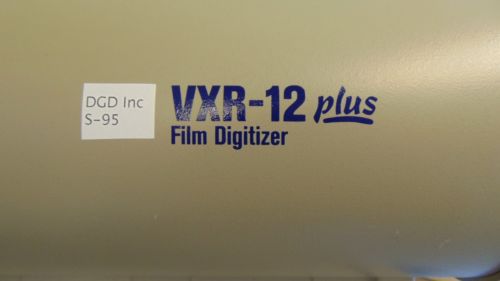 DGD Inc
S-95
VXR-12 plus
Film Digitizer